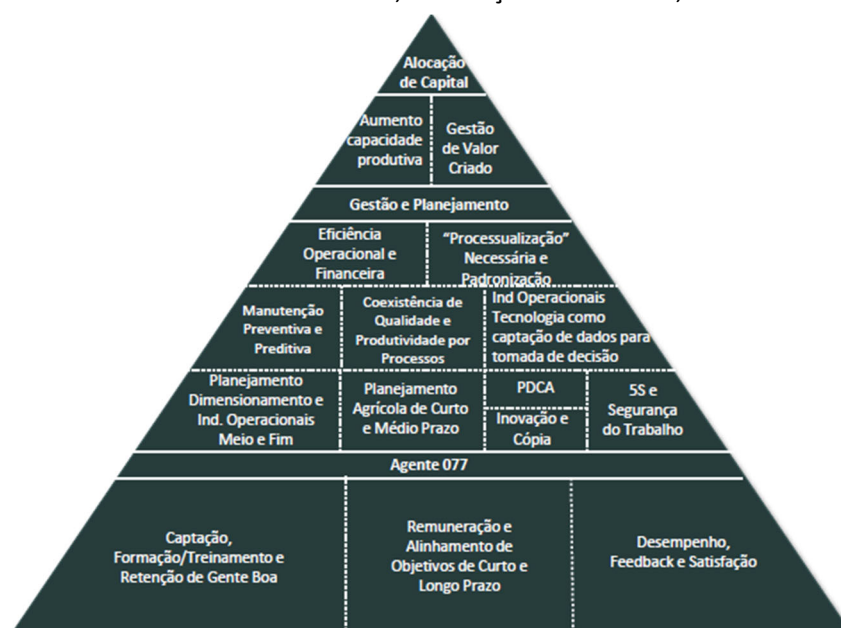 Alocação
de Capital
Aumento
capacidade
produtiva
Gestão
de Valor
Criado
Gestão e Planejamento
Eficiência
Operacional e
Financeira
“Processualização”
Necessária e
Padronização
Manutenção
Preventiva e
Preditiva
Coexistência de
Qualidade e
Produtividade por
Processos
Ind Operacionais
Tecnologia como
captação de dados para
tomada de decisão
Planejamento
Dimensionamento e
Ind. Operacionais
Meio e Fim
Planejamento
Agrícola de Curto
e Médio Prazo
PDCA
Inovação e
Cópia
5S e
Segurança
do Trabalho
Agente 077
Captação,
Formação/Treinamento e
Retenção de Gente Boa
Remuneração e
Alinhamento de
Objetivos de Curto e
Longo Prazo
Desempenho,
Feedback e Satisfação